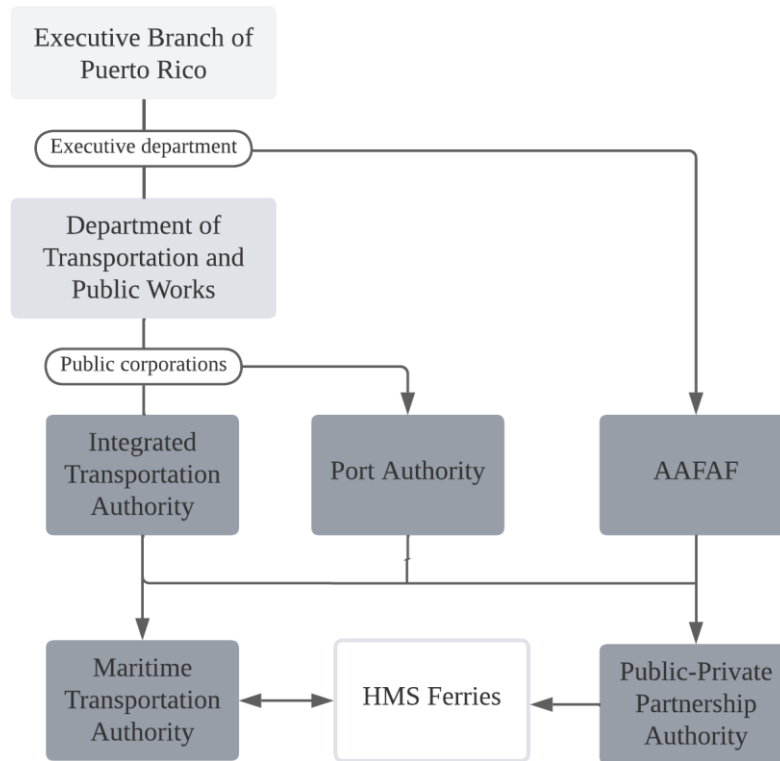 Executive Branch of
Puerto Rico
Executive department
Department of
Transportation and
Public Works
Public corporations
Integrated
Transportation
Authority
Port Authority
AAFAF
Maritime
Transportation
Authority
HMS Ferries
Public-Private
Partnership
Authority